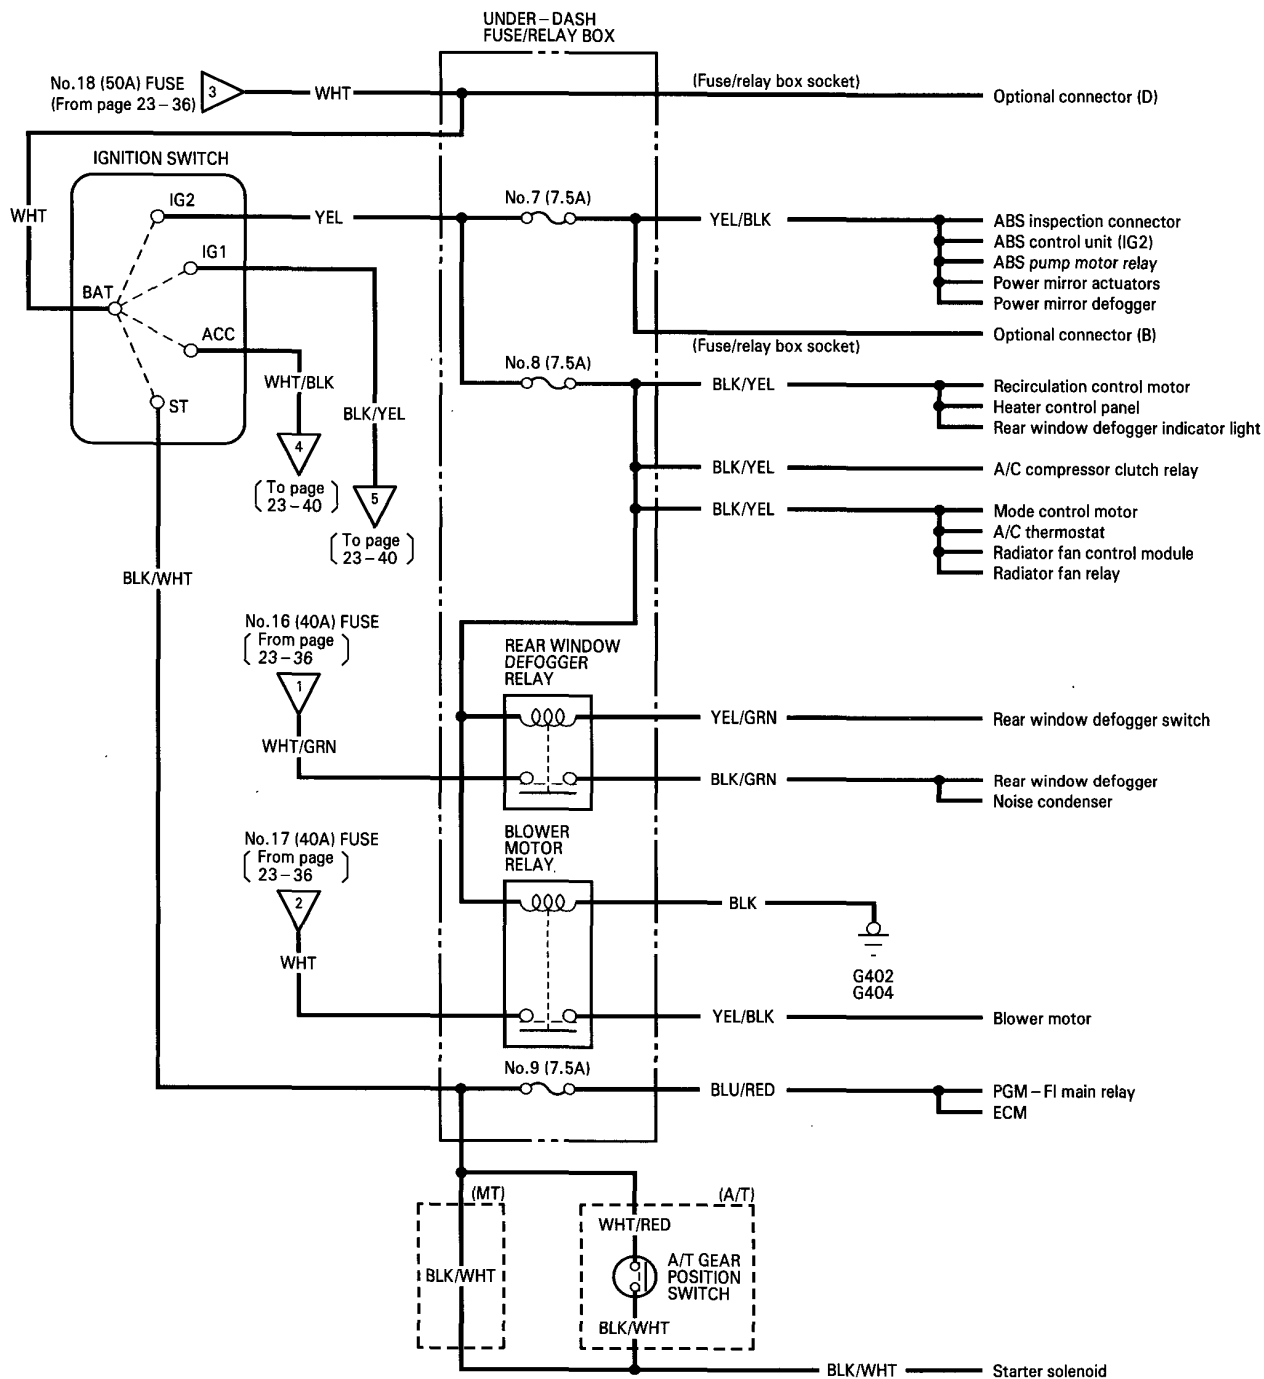 UNDER-DASH
FUSE/RELAY BOX
No.18 (50A) FUSE
(From page 23-36)
3
WHT
(Fuse/relay box socket)
Optional connector (D)
IGNITION SWITCH
WHT
IG2
YEL
No.7 (7.5A)
YEL/BLK
ABS inspection connector
ABS control unit (IG2)
ABS pump motor relay
Power mirror actuators
Power mirror defogger
IG1
BAT
ACC
Optional connector (B)
(Fuse/relay box socket)
WHT/BLK
No.8 (7.5A)
BLK/YEL
Recirculation control motor
Heater control panel
Rear window defogger indicator light
ST
BLK/YEL
4
(To page
23-40)
5
(To page
23-40)
BLK/YEL
A/C compressor clutch relay
BLK/YEL
Mode control motor
A/C thermostat
Radiator fan control module
Radiator fan relay
BLK/WHT
No.16 (40A) FUSE
(From page
23-36)
1
WHT/GRN
REAR WINDOW
DEFOGGER
RELAY
YEL/GRN
Rear window defogger switch
BLK/GRN
Rear window defogger
Noise condenser
No.17 (40A) FUSE
(From page
23-36)
2
WHT
BLOWER
MOTOR
RELAY
BLK
G402
G404
YEL/BLK
Blower motor
No.9 (7.5A)
BLU/RED
PGM-FI main relay
ECM
(MT)
BLK/WHT
(A/T)
WHT/RED
A/T GEAR
POSITION
SWITCH
BLK/WHT
BLK/WHT
Starter solenoid